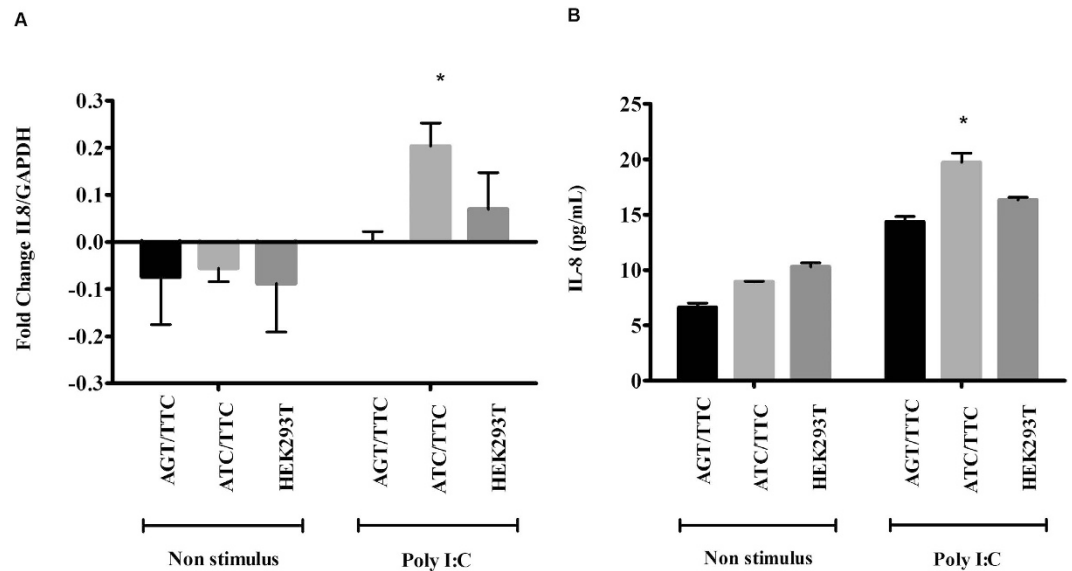 A
Fold Change IL8/GAPDH
0.3
0.2
0.1
0.0
-0.1
-0.2
-0.3
*
AGT/TTC
ATC/TTC
HEK293T
AGT/TTC
ATC/TTC
HEK293T
Non stimulus
Poly I:C
B
IL-8 (pg/mL)
25
20
15
10
5
0
*
AGT/TTC
ATC/TTC
HEK293T
AGT/TTC
ATC/TTC
HEK293T
Non stimulus
Poly I:C